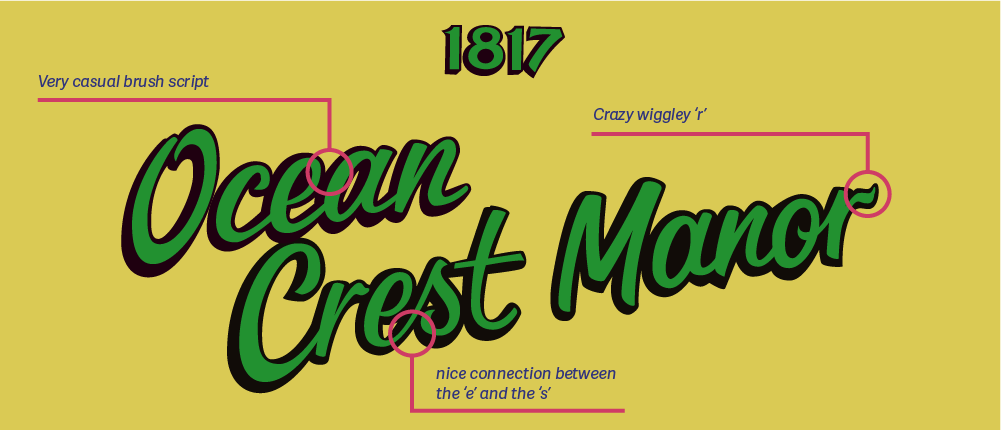 1817
Very casual brush script
Crazy wiggley ‘r’
Ocean
Crest Manor
nice connection between
the ‘e’ and the ‘s’